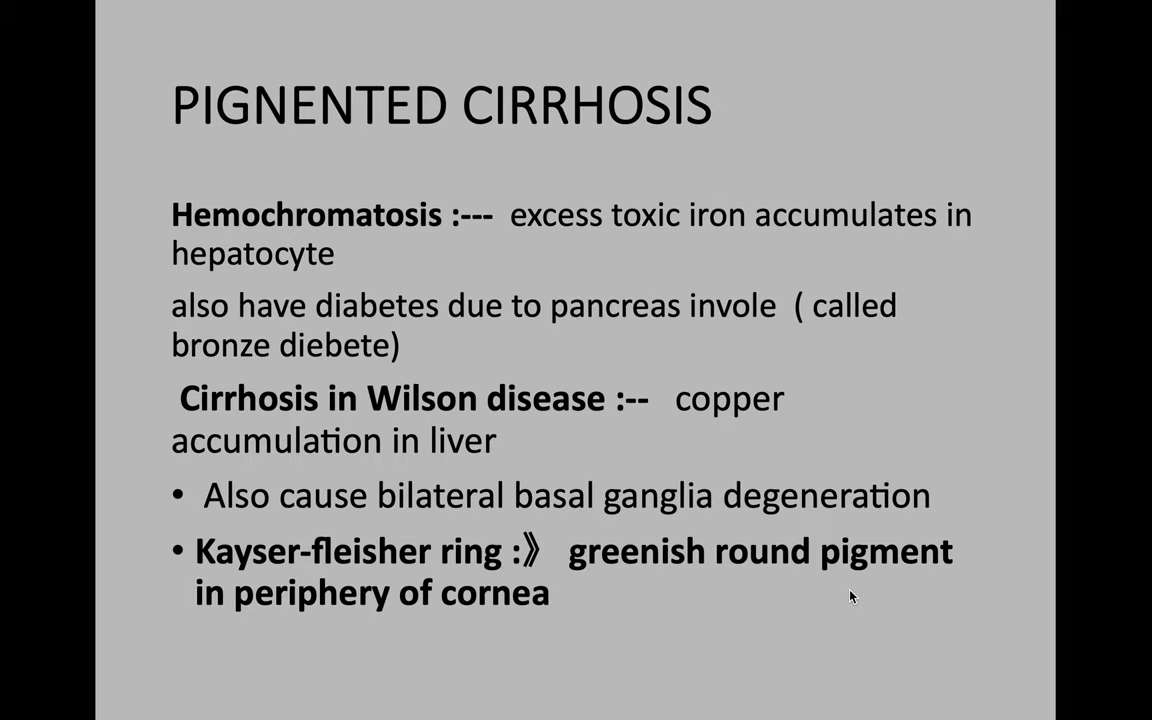 PIGNENTED CIRRHOSIS
Hemochromatosis :--- excess toxic iron accumulates in
hepatocyte
also have diabetes due to pancreas invole ( called
bronze diebete)
Cirrhosis in Wilson disease :-- copper
accumulation in liver
• Also cause bilateral basal ganglia degeneration
• Kayser-fleisher ring :》 greenish round pigment
in periphery of cornea